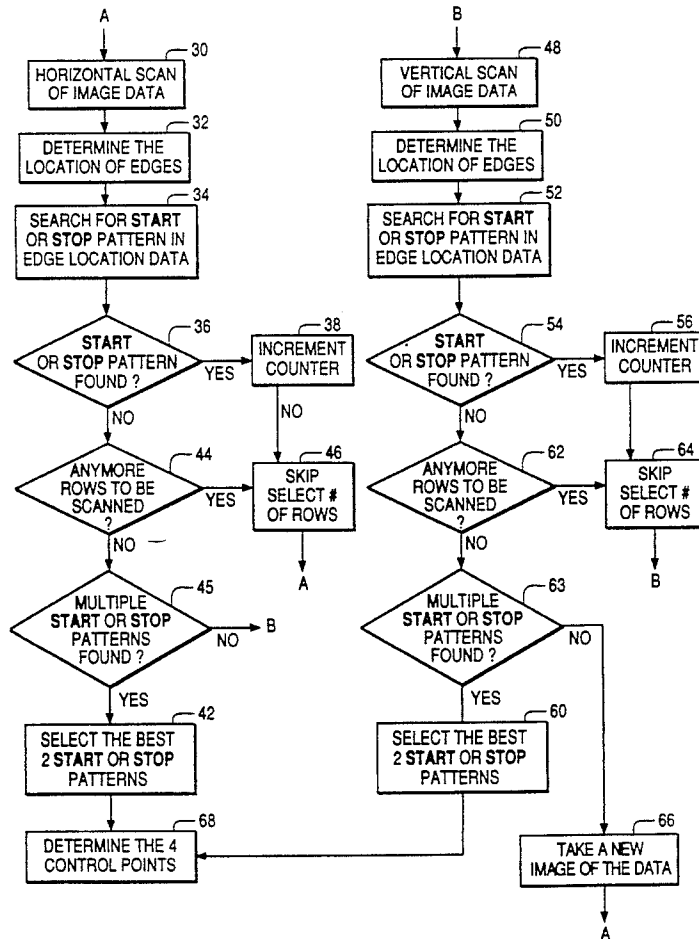 A
30
HORIZONTAL SCAN
OF IMAGE DATA
32
DETERMINE THE
LOCATION OF EDGES
34
SEARCH FOR START
OR STOP PATTERN IN
EDGE LOCATION DATA
36
START
OR STOP PATTERN
FOUND ?
YES
NO
38
INCREMENT
COUNTER
NO
44
ANYMORE
ROWS TO BE
SCANNED
?
YES
NO
46
SKIP
SELECT #
OF ROWS
A
45
MULTIPLE
START OR STOP
PATTERNS
FOUND ?
NO
B
YES
42
SELECT THE BEST
2 START OR STOP
PATTERNS
68
DETERMINE THE 4
CONTROL POINTS
B
48
VERTICAL SCAN
OF IMAGE DATA
50
DETERMINE THE
LOCATION OF EDGES
52
SEARCH FOR START
OR STOP PATTERN IN
EDGE LOCATION DATA
54
START
OR STOP PATTERN
FOUND ?
YES
NO
56
INCREMENT
COUNTER
62
ANYMORE
ROWS TO BE
SCANNED
?
YES
NO
64
SKIP
SELECT #
OF ROWS
B
63
MULTIPLE
START OR STOP
PATTERNS
FOUND ?
NO
YES
60
SELECT THE BEST
2 START OR STOP
PATTERNS
66
TAKE A NEW
IMAGE OF THE DATA
A